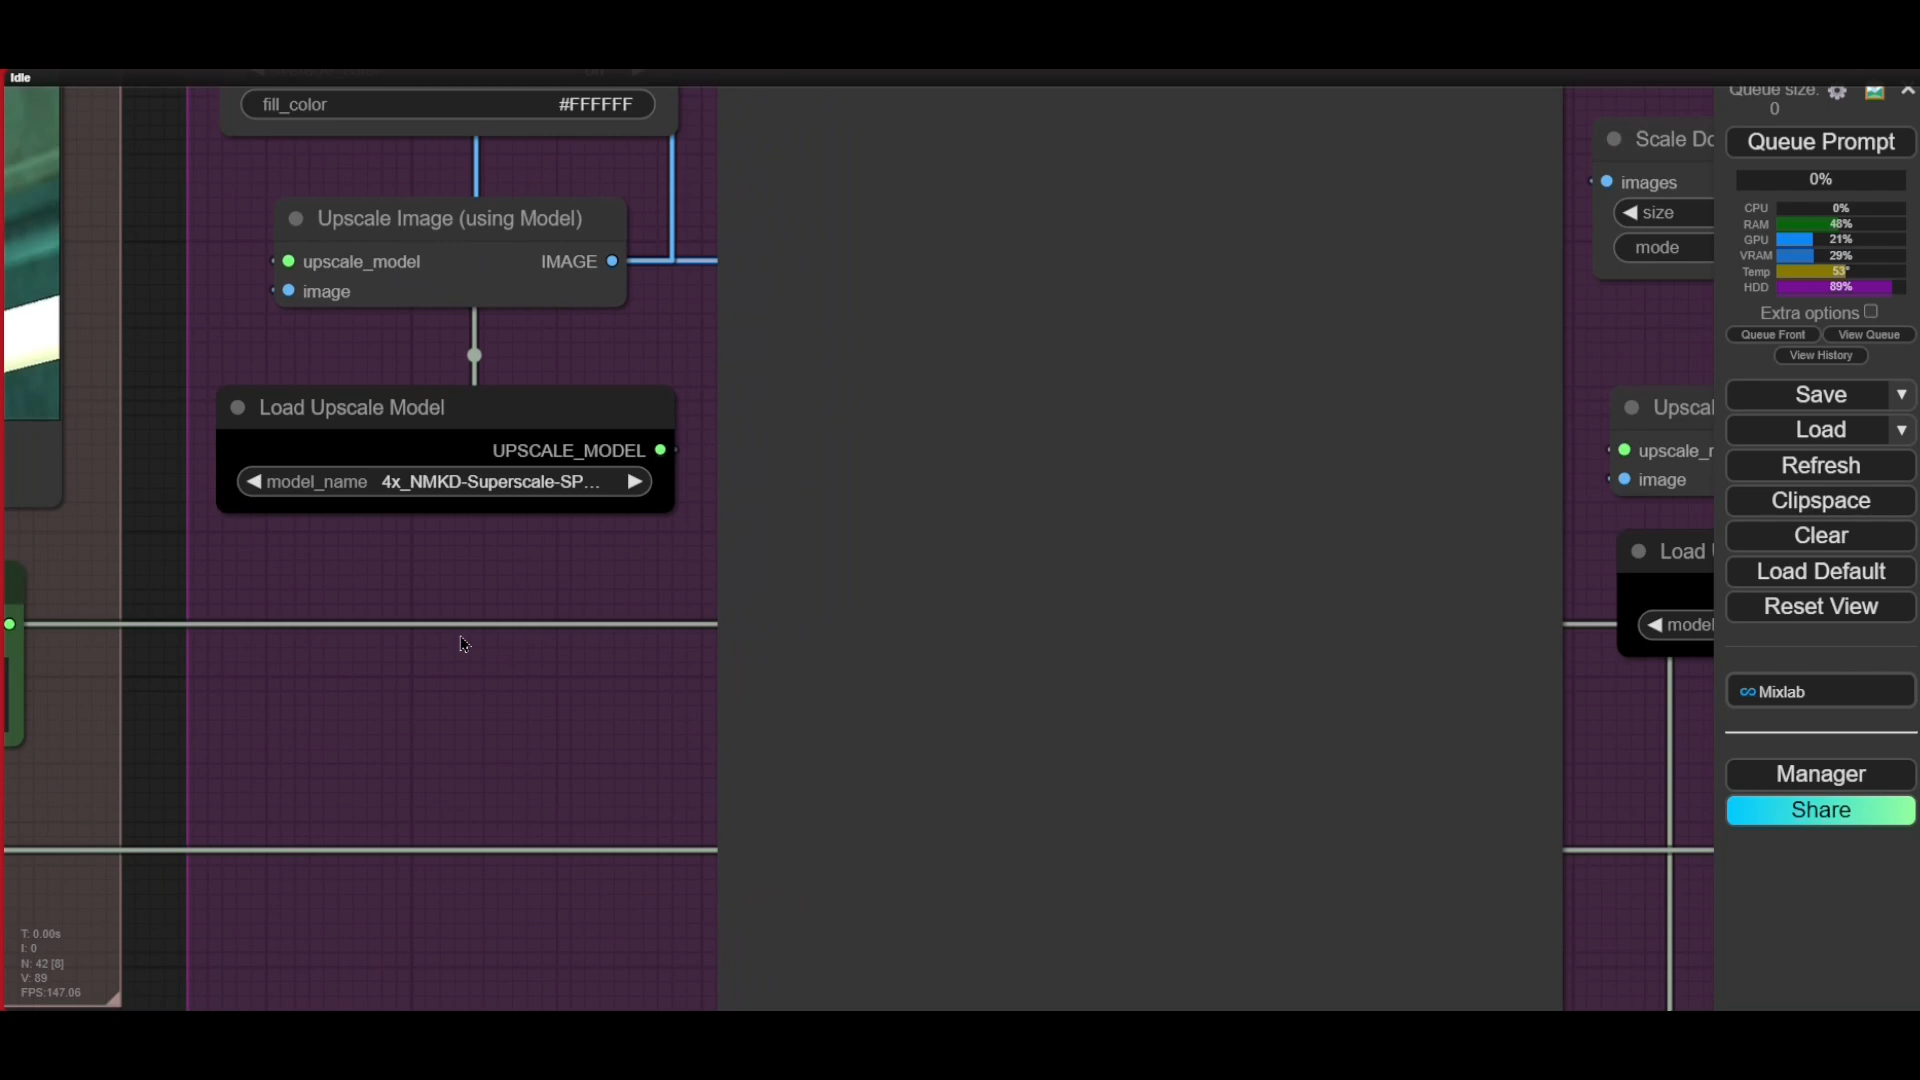 Idle
fill_color #FFFFFF
Upscale Image (using Model)
upscale_model IMAGE
image
Load Upscale Model
UPSCALE_MODEL
model_name 4x_NMKD-Superscale-SP...
T: 0.00s
I: 0
N: 42 [8]
V: 89
FPS:147.06
Scale Do
images
size
mode
Upscal
upscale_r
image
Load U
model
Queue size:
0
Queue Prompt
0%
CPU 0%
RAM 48%
GPU 21%
VRAM 29%
Temp 53°
HDD 89%
Extra options
Queue Front View Queue
View History
Save
Load
Refresh
Clipspace
Clear
Load Default
Reset View
Mixlab
Manager
Share